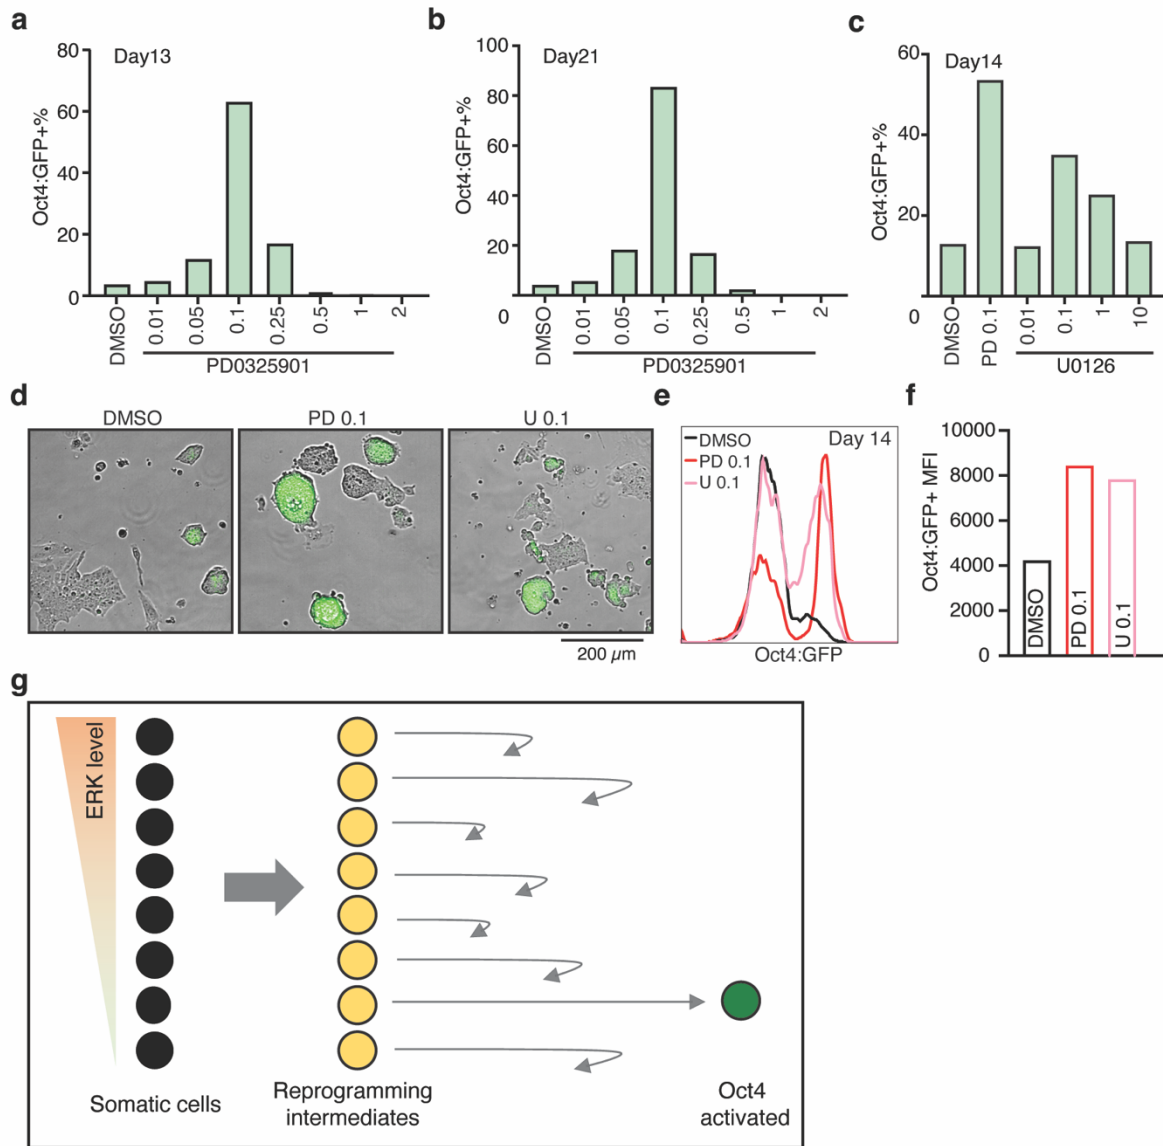 a
Day13
Oct4:GFP+%
80
60
40
20
0
DMSO
0.01
0.05
0.1
0.25
0.5
1
2
PD0325901
b
Day21
Oct4:GFP+%
100
80
60
40
20
0
DMSO
0.01
0.05
0.1
0.25
0.5
1
2
PD0325901
c
Day14
Oct4:GFP+%
60
40
20
0
DMSO
PD 0.1
0.01
0.1
1
10
U0126
d
DMSO
PD 0.1
U 0.1
200 µm
e
DMSO
PD 0.1
U 0.1
Day 14
Oct4:GFP
f
Oct4:GFP+ MFI
10000
8000
6000
4000
2000
0
DMSO
PD 0.1
U 0.1
g
ERK level
Somatic cells
Reprogramming
intermediates
Oct4
activated